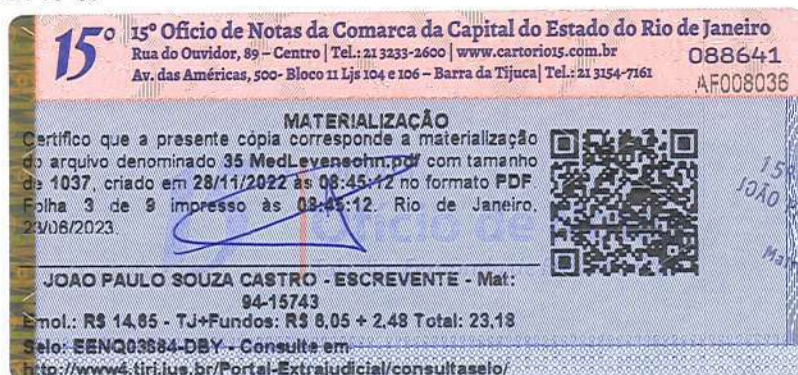 15º 15º Ofício de Notas da Comarca da Capital do Estado do Rio de Janeiro
Rua do Ouvidor, 89 – Centro | Tel.: 21 3233-2600 | www.cartorio15.com.br
Av. das Américas, 500- Bloco 11 Ljs 104 e 106 – Barra da Tijuca| Tel.: 21 3154-7161
088641
AF008036
MATERIALIZAÇÃO
Certifico que a presente cópia corresponde a materialização
do arquivo denominado 35 MedLevensohn.pdf com tamanho
de 1037, criado em 28/11/2022 às 08:45:12 no formato PDF.
Folha 3 de 9 impresso às 08:45:12. Rio de Janeiro,
23/06/2023.
Ofício de
JOAO PAULO SOUZA CASTRO - ESCREVENTE - Mat:
94-15743
Emol.: R$ 14,65 - TJ+Fundos: R$ 6,05 + 2,48 Total: 23,18
Selo: EENQ03884-DBY - Consulte em
http://www4.tjrj.jus.br/Portal-Extrajudicial/consultaselo/
JOÃO